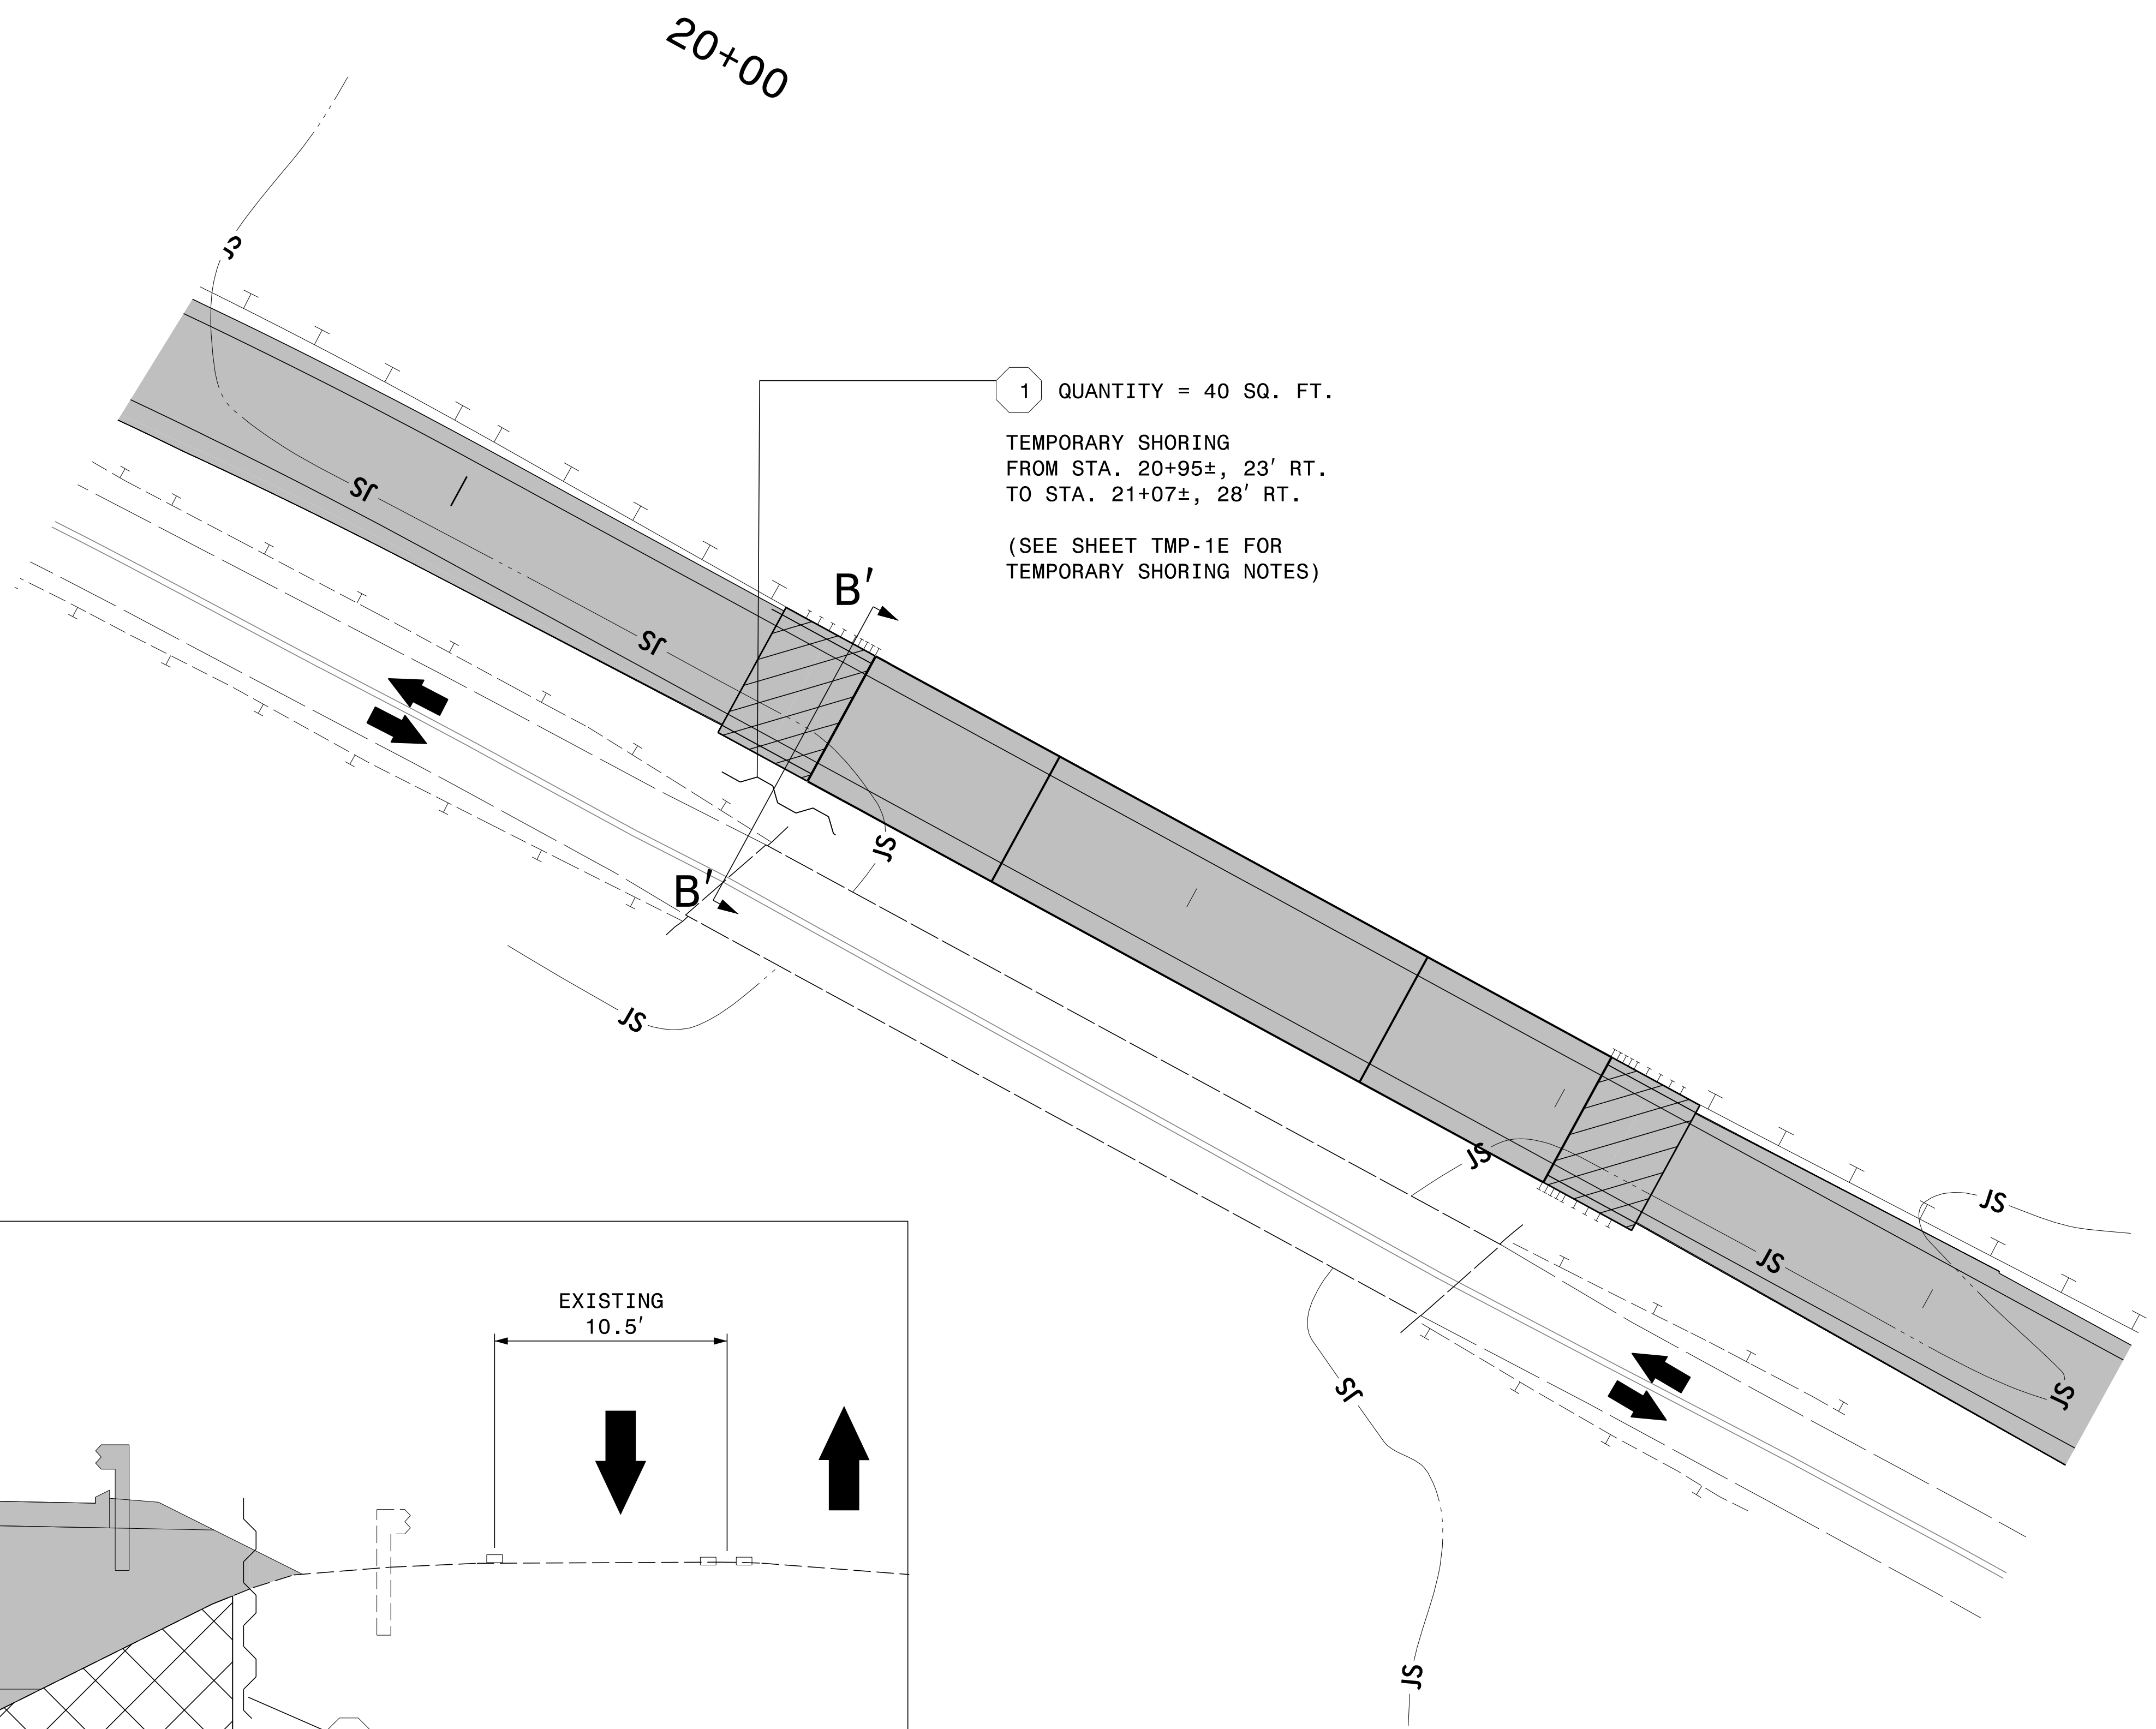 20+00
JS
1 QUANTITY = 40 SQ. FT.
TEMPORARY SHORING
FROM STA. 20+95±, 23' RT.
TO STA. 21+07±, 28' RT.
(SEE SHEET TMP-1E FOR
TEMPORARY SHORING NOTES)
B'
JS
JS
B'
JS
JS
JS
JS
JS
EXISTING
10.5'
JS
JS
JS